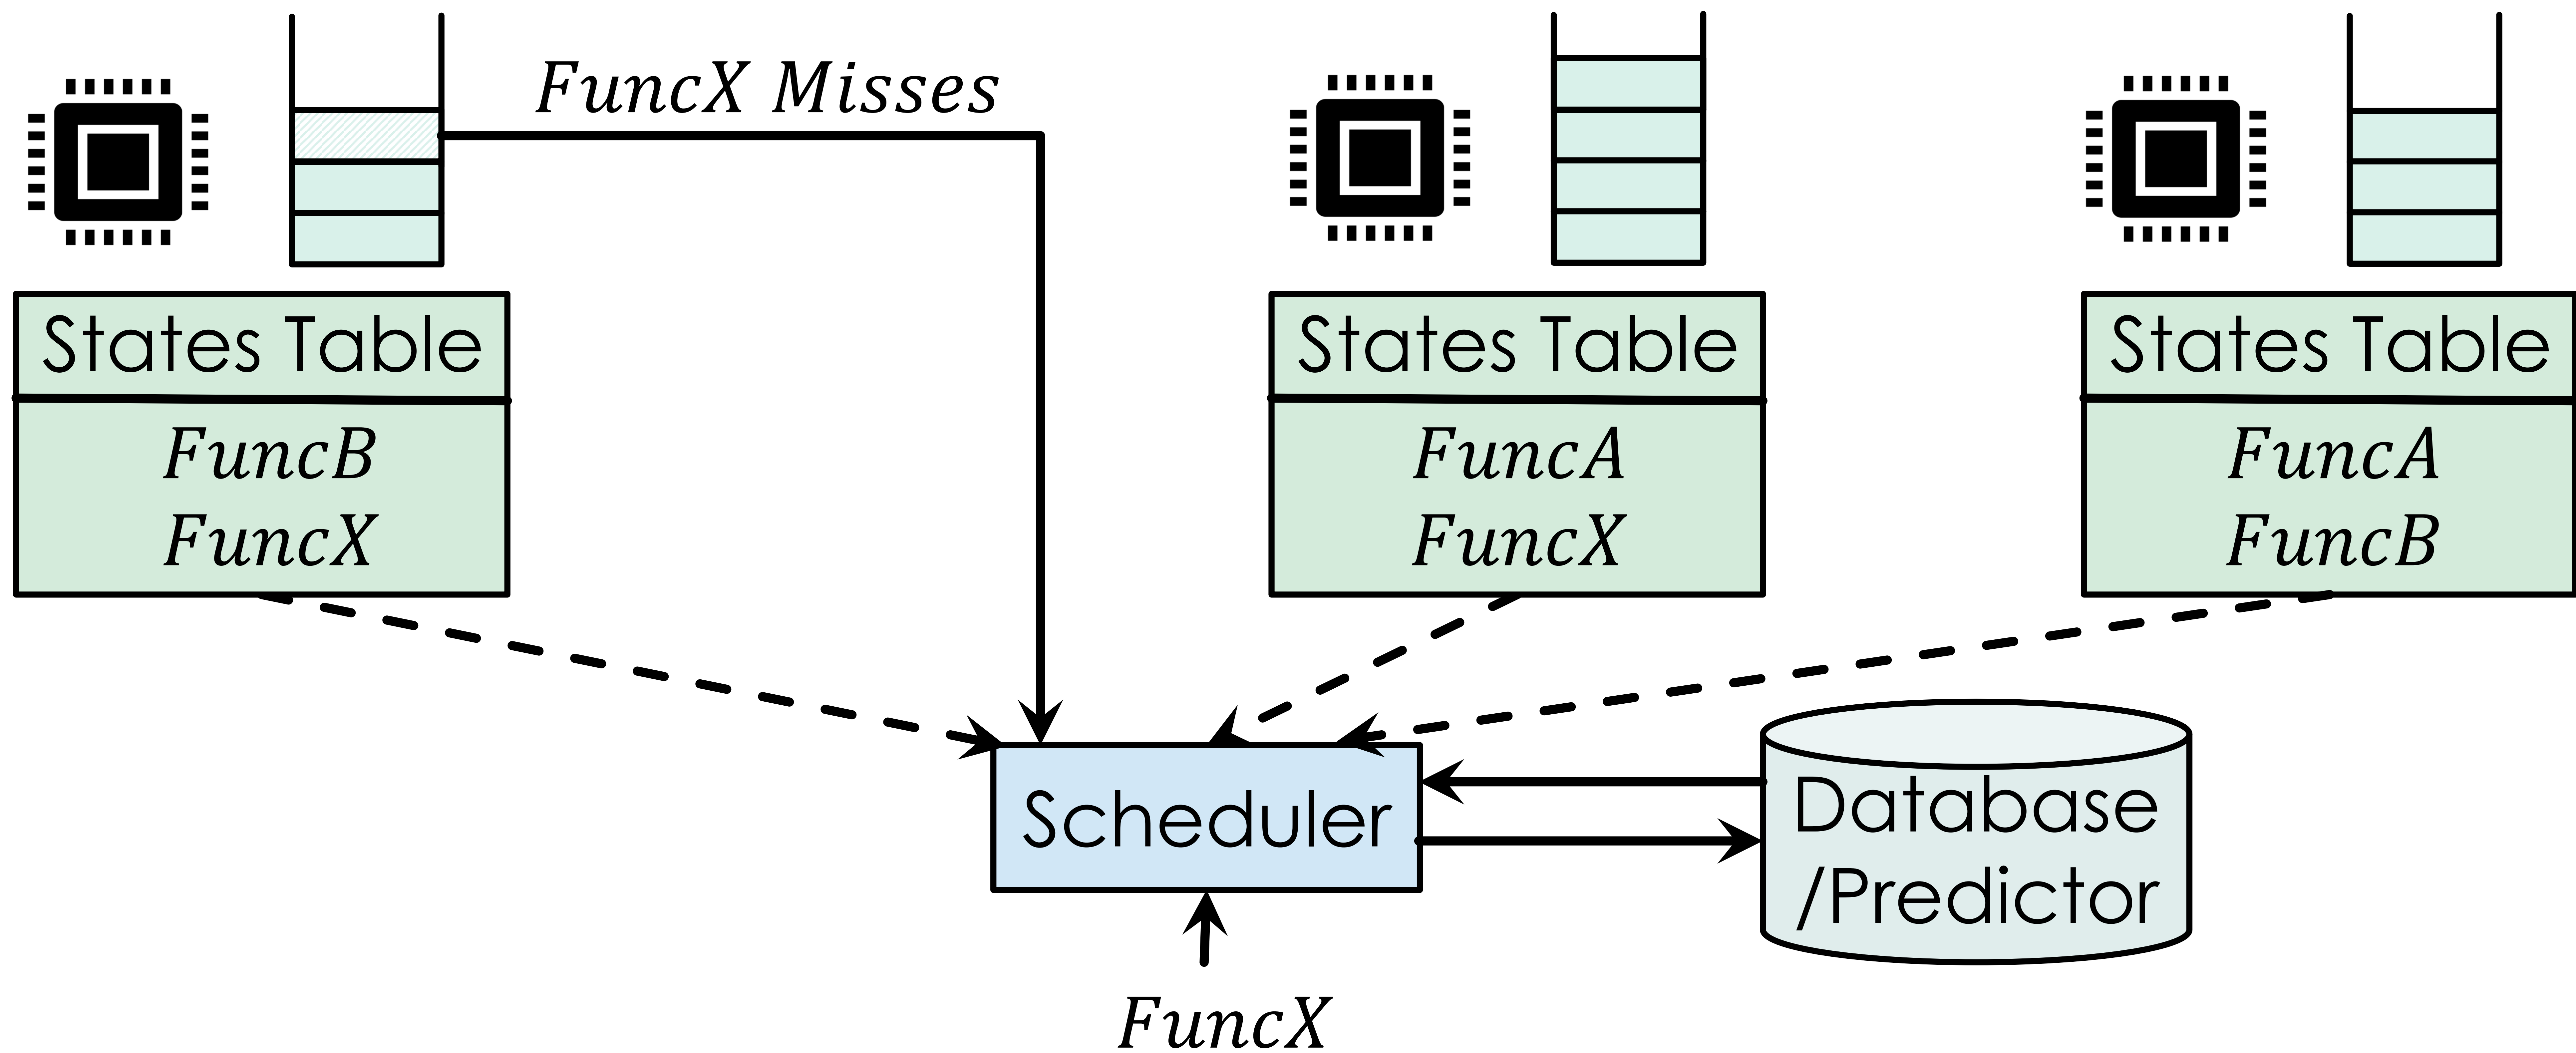 FuncX Misses
States Table
FuncB
FuncX
States Table
FuncA
FuncX
States Table
FuncA
FuncB
Scheduler
Database
/Predictor
FuncX